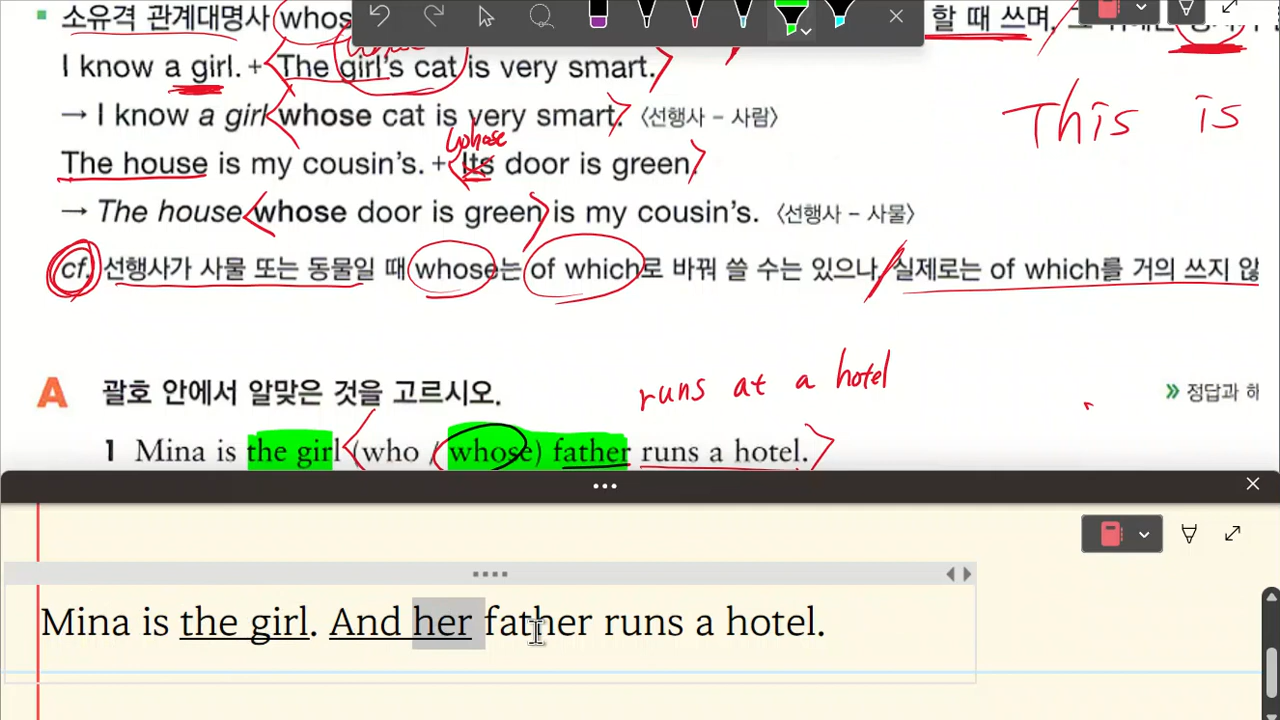 소유격 관계대명사 whose 할 때 쓰며,
I know a girl. + The girl's cat is very smart.
→ I know a girl whose cat is very smart. 〈선행사 – 사람〉
This is
whose
The house is my cousin's. + Its door is green.
→ The house whose door is green is my cousin's. 〈선행사 – 사물〉
cf. 선행사가 사물 또는 동물일 때 whose는 of which로 바꿔 쓸 수는 있으나, 실제로는 of which를 거의 쓰지 않
runs at a hotel
A 괄호 안에서 알맞은 것을 고르시오. » 정답과 해
1 Mina is the girl (who / whose) father runs a hotel.
Mina is the girl. And her father runs a hotel.